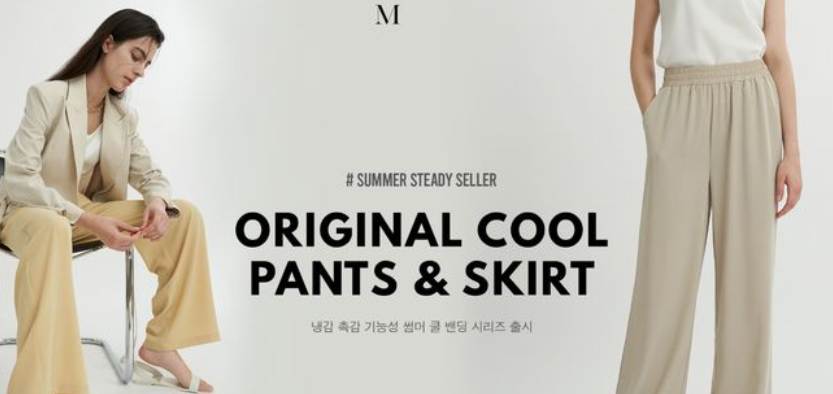 M
# SUMMER STEADY SELLER
ORIGINAL COOL
PANTS & SKIRT
냉감 촉감 기능성 썸머 쿨 밴딩 시리즈 출시